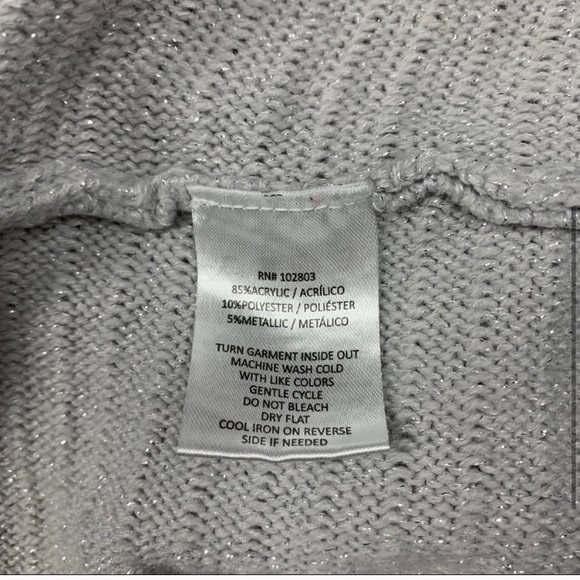 RN# 102803
85%ACRYLIC / ACRÍLICO
10%POLYESTER / POLIÉSTER
5%METALLIC / METÁLICO
TURN GARMENT INSIDE OUT
MACHINE WASH COLD
WITH LIKE COLORS
GENTLE CYCLE
DO NOT BLEACH
DRY FLAT
COOL IRON ON REVERSE
SIDE IF NEEDED